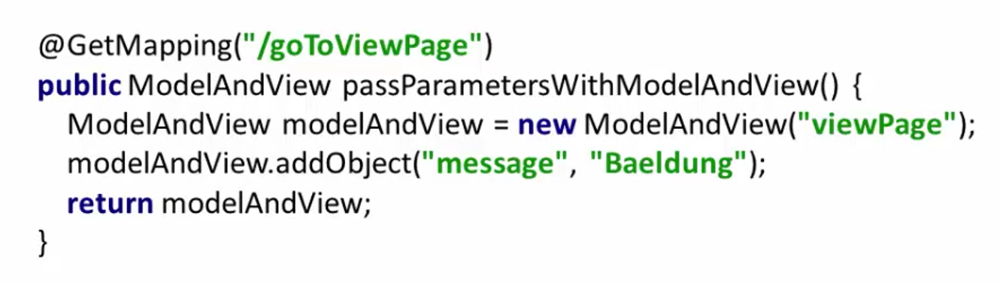 @GetMapping("/goToViewPage")
public ModelAndView passParametersWithModelAndView() {
ModelAndView modelAndView = new ModelAndView("viewPage");
modelAndView.addObject("message", "Baeldung");
return modelAndView;
}